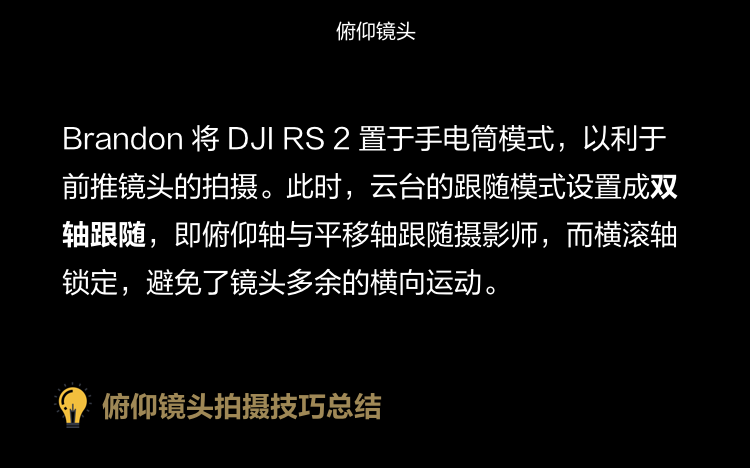 俯仰镜头
Brandon 将 DJI RS 2 置于手电筒模式，以利于
前推镜头的拍摄。此时，云台的跟随模式设置成双
轴跟随，即俯仰轴与平移轴跟随摄影师，而横滚轴
锁定，避免了镜头多余的横向运动。
俯仰镜头拍摄技巧总结